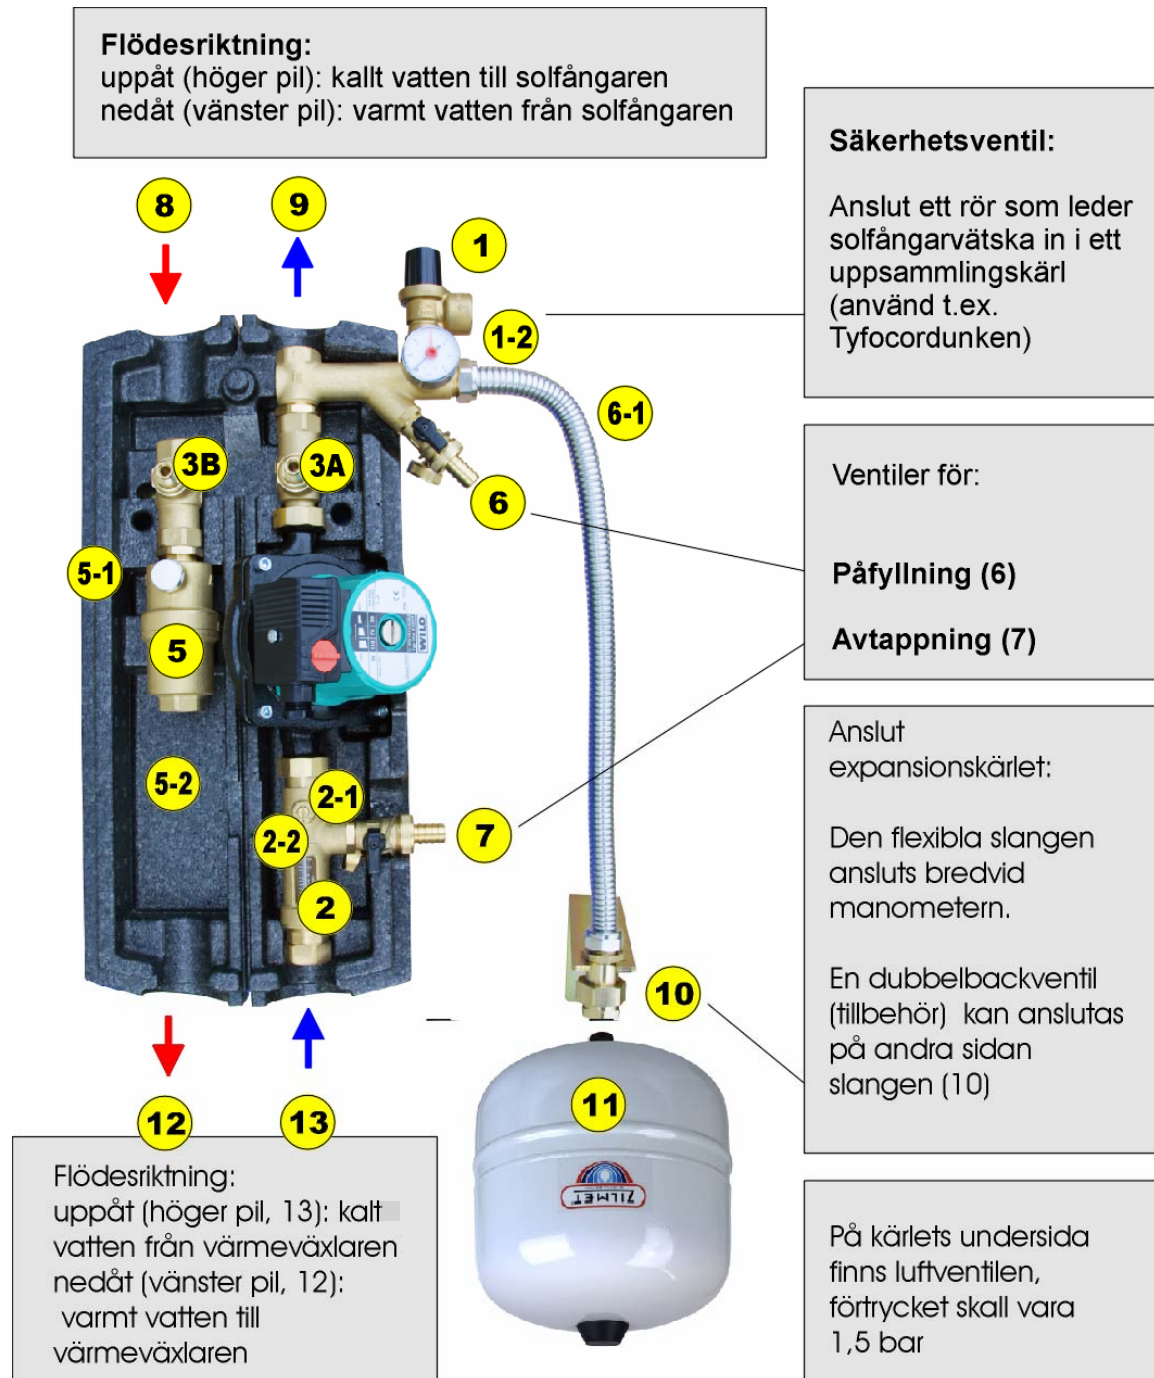 Flödesriktning:
uppåt (höger pil): kallt vatten till solfångaren
nedåt (vänster pil): varmt vatten från solfångaren
Säkerhetsventil:
Anslut ett rör som leder
solfångarvätska in i ett
uppsammlingskärl
(använd t.ex.
Tyfocordunken)
8
9
1
1-2
6-1
3B
3A
6
Ventiler för:
Påfyllning (6)
Avtappning (7)
5-1
5
WILO
5-2
2-1
2-2
7
2
Anslut
expansionskärlet:
Den flexibla slangen
ansluts bredvid
manometern.
En dubbelbackventil
(tillbehör) kan anslutas
på andra sidan
slangen (10)
10
11
ZILMET
12
13
Flödesriktning:
uppåt (höger pil, 13): kalt
vatten från värmeväxlaren
nedåt (vänster pil, 12):
varmt vatten till
värmeväxlaren
På kärlets undersida
finns luftventilen,
förtrycket skall vara
1,5 bar